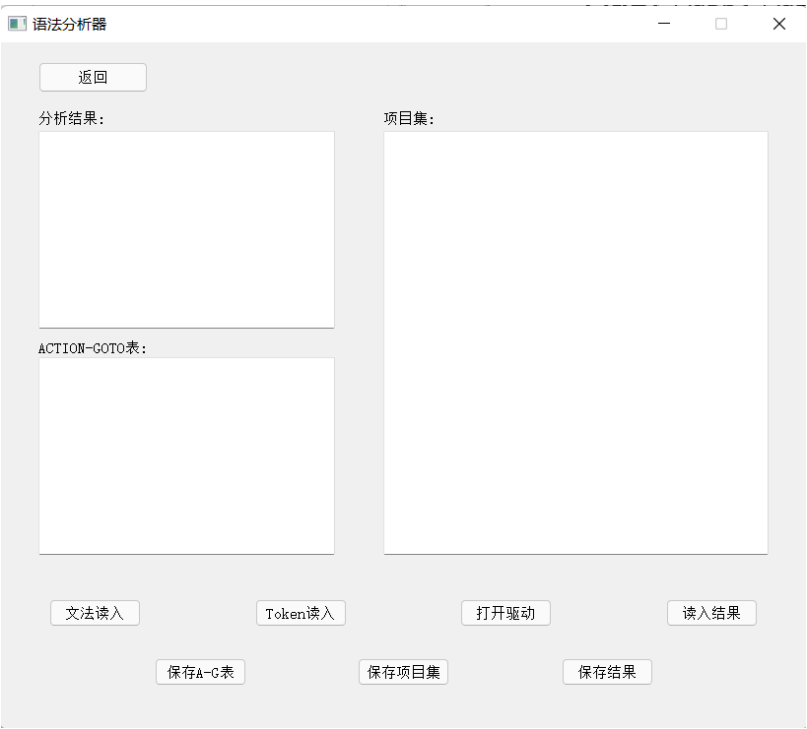 语法分析器
返回
分析结果:
项目集:
ACTION-GOTO表:
文法读入
Token读入
打开驱动
读入结果
保存A-G表
保存项目集
保存结果